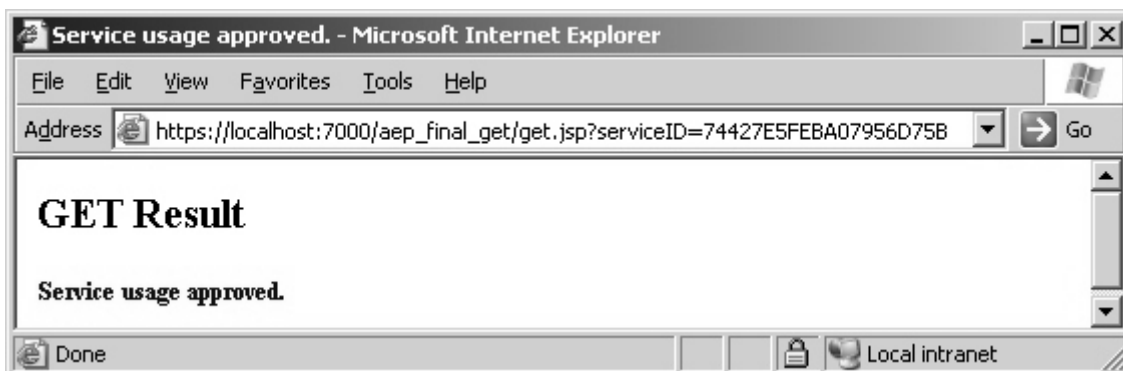 Service usage approved. - Microsoft Internet Explorer
File Edit View Favorites Tools Help
Address https://localhost:7000/aep_final_get/get.jsp?serviceID=74427E5FEBA07956D75B Go
GET Result
Service usage approved.
Done Local intranet